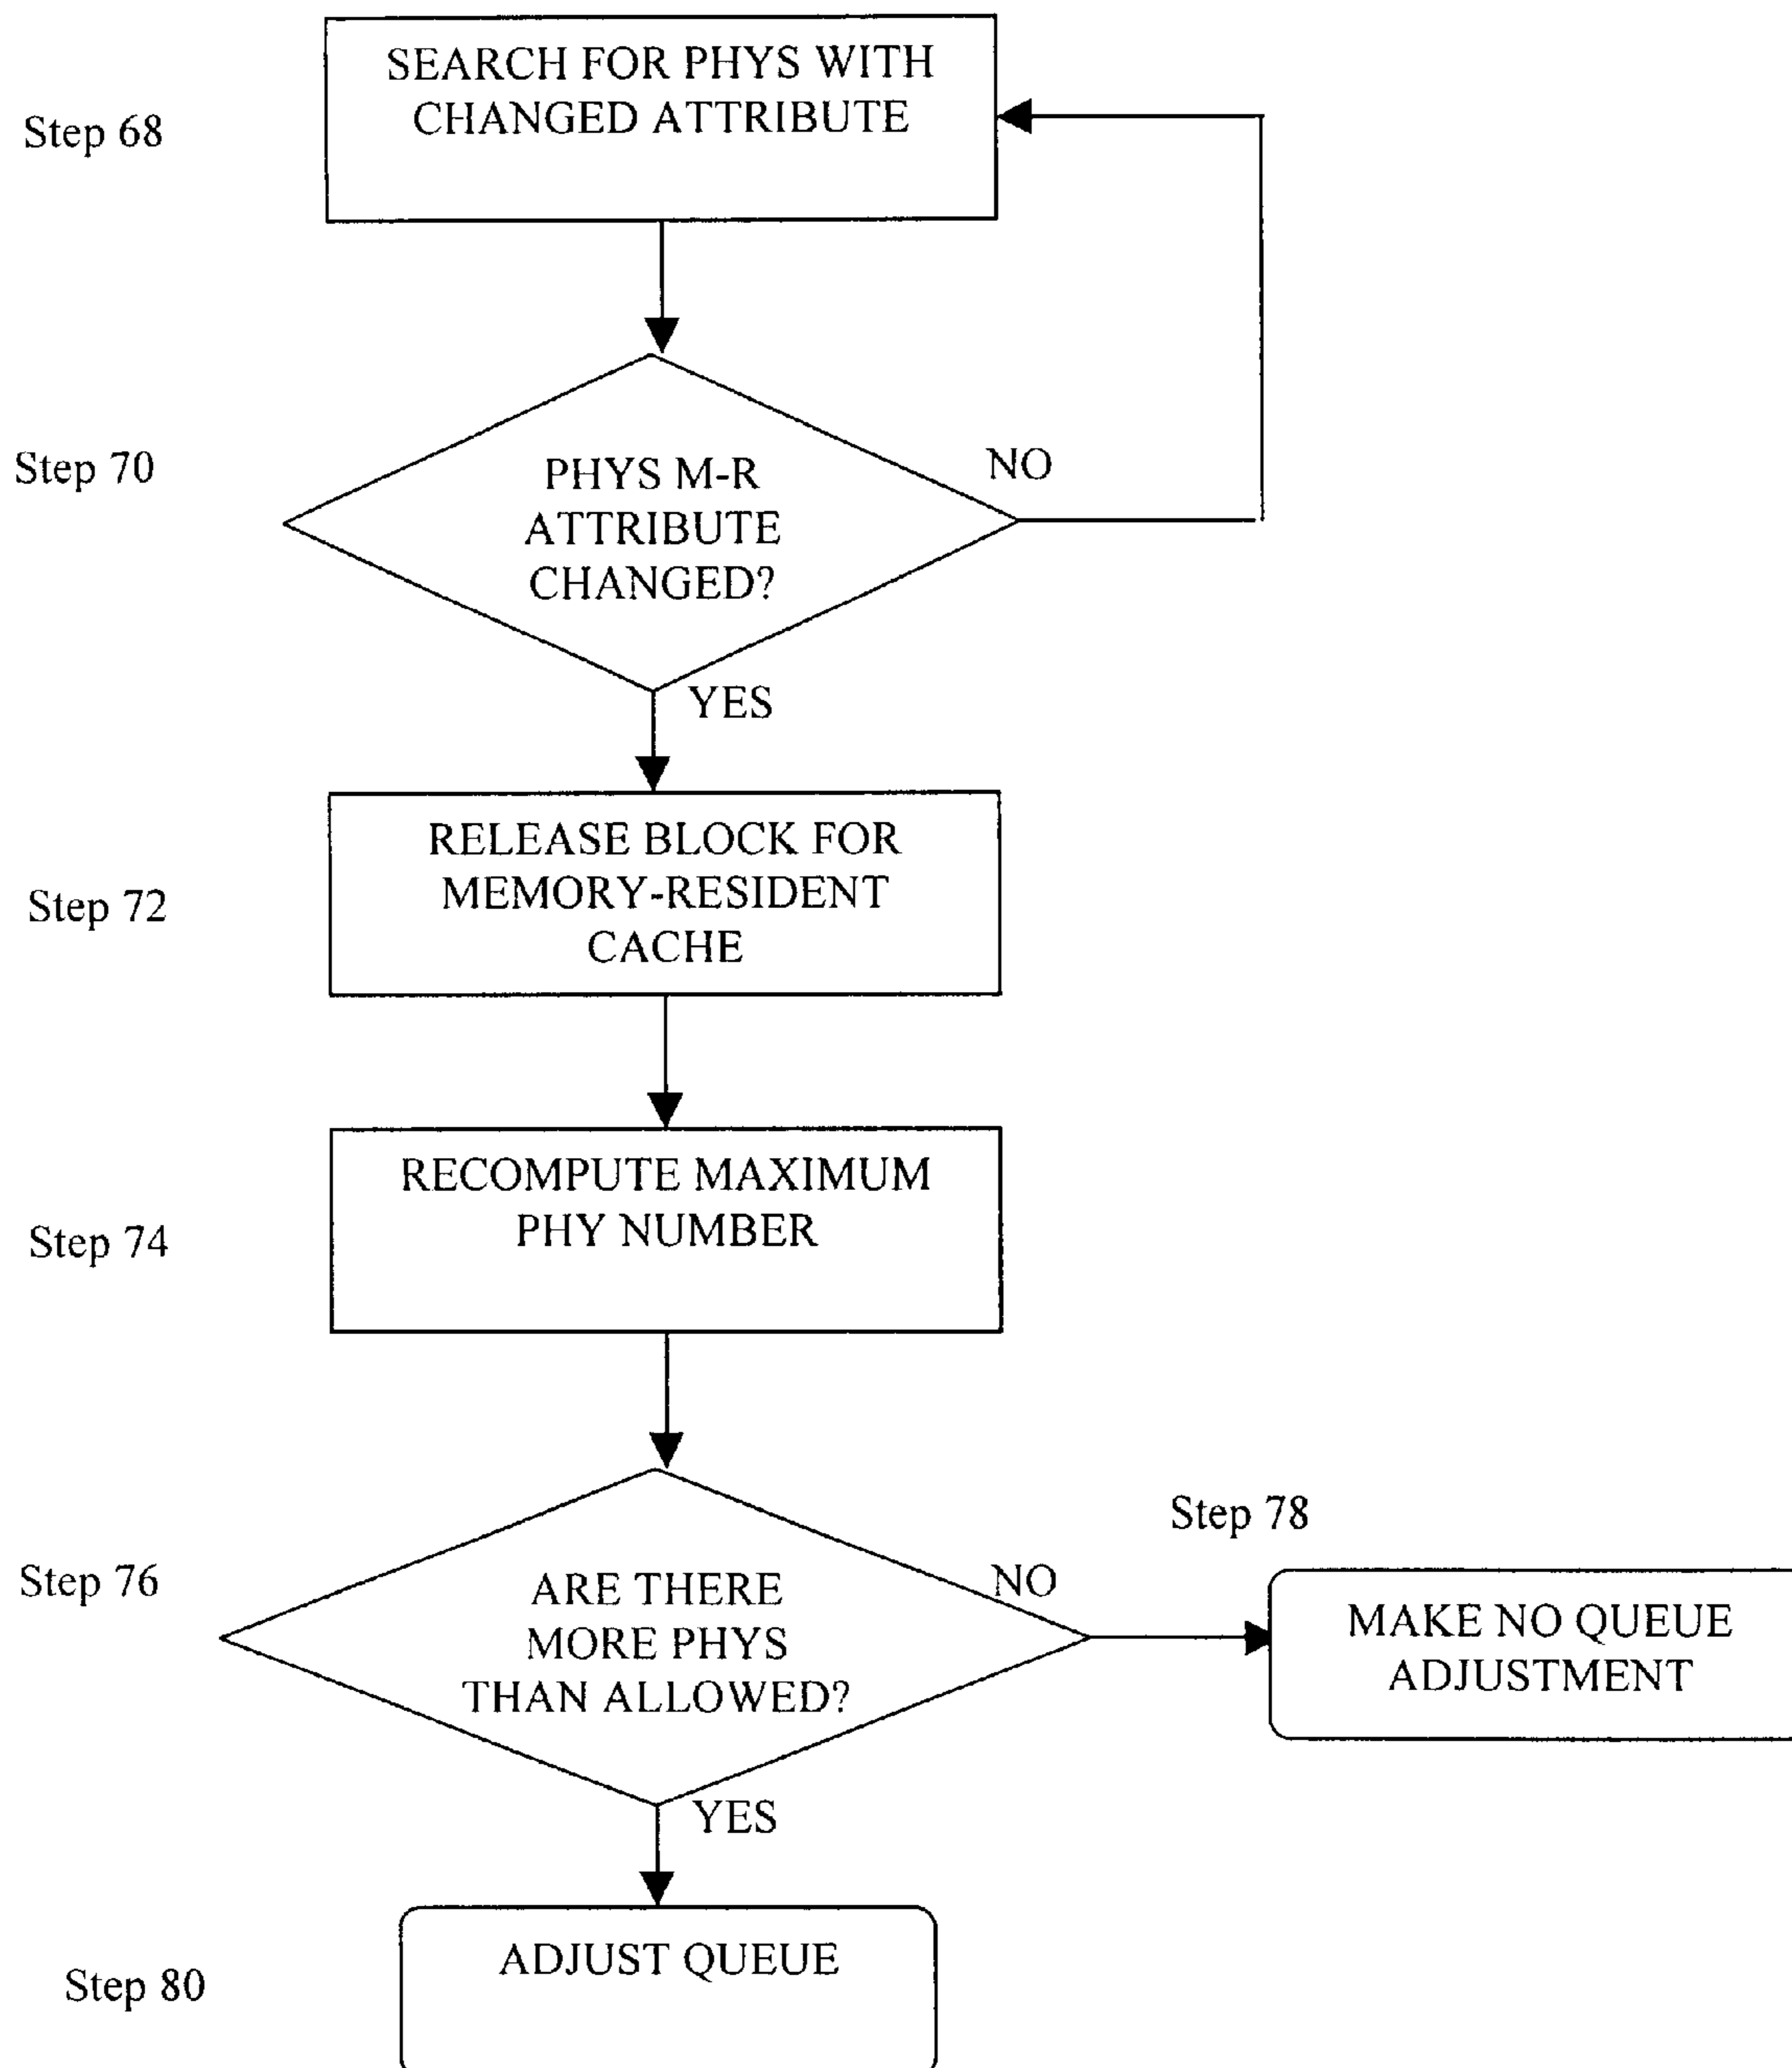 SEARCH FOR PHYS WITH
CHANGED ATTRIBUTE
Step 68
Step 70
PHYS M-R
ATTRIBUTE
CHANGED?
NO
YES
Step 72
RELEASE BLOCK FOR
MEMORY-RESIDENT
CACHE
Step 74
RECOMPUTE MAXIMUM
PHY NUMBER
Step 76
ARE THERE
MORE PHYS
THAN ALLOWED?
NO
Step 78
MAKE NO QUEUE
ADJUSTMENT
YES
Step 80
ADJUST QUEUE